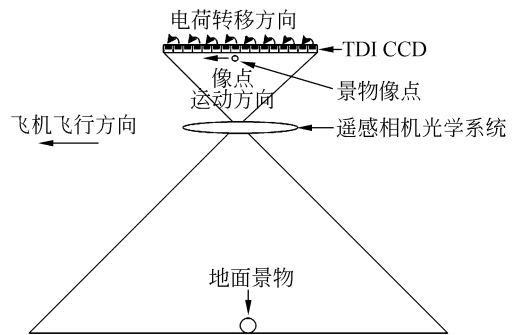 电荷转移方向
TDI CCD
像点
运动方向
景物像点
飞机飞行方向
遥感相机光学系统
地面景物